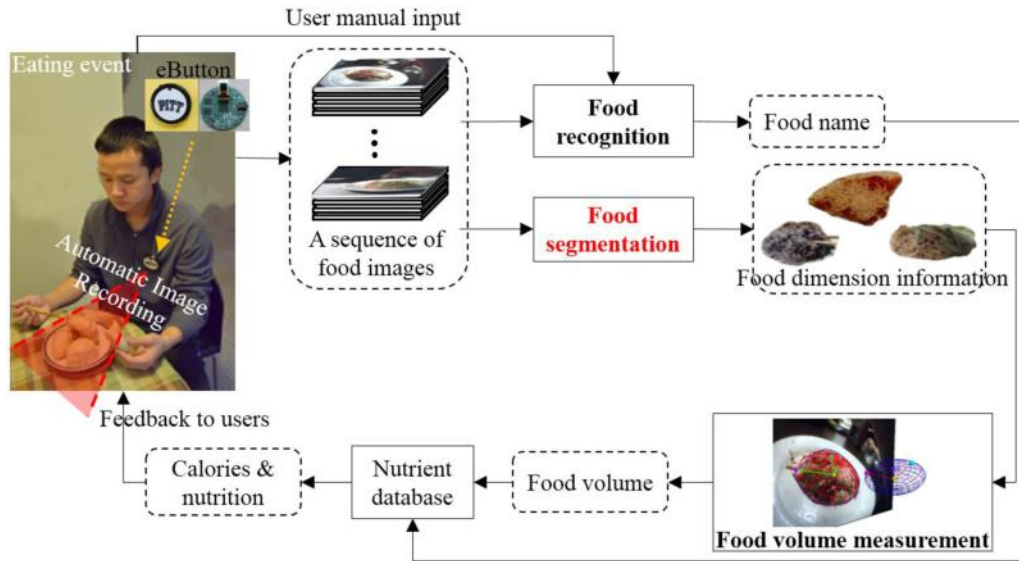 User manual input
Eating event
eButton
PITT
Food
recognition
Food name
A sequence of
food images
Food
segmentation
Food dimension information
Automatic Image
Recording
Feedback to users
Calories &
nutrition
Nutrient
database
Food volume
Food volume measurement